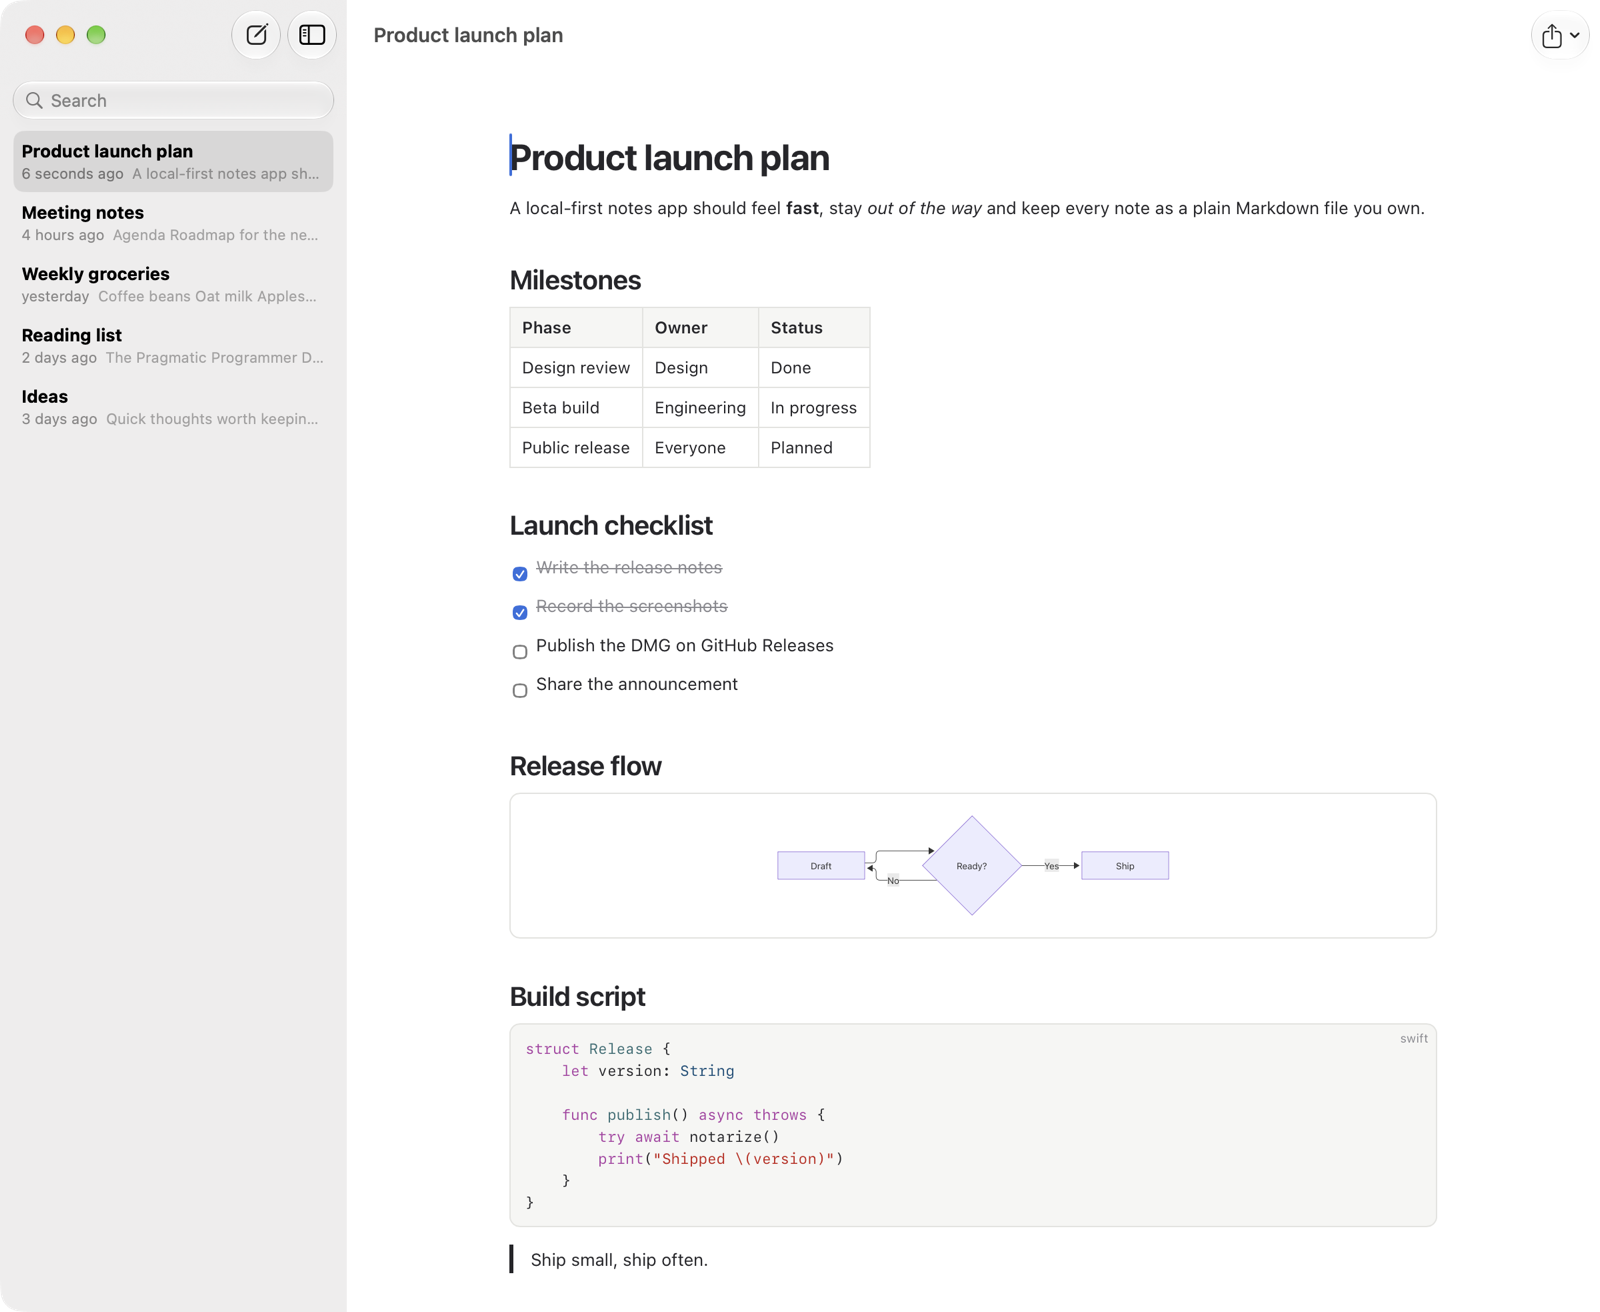 Product launch plan
Search
Product launch plan
6 seconds ago A local-first notes app sh...
Meeting notes
4 hours ago Agenda Roadmap for the ne...
Weekly groceries
yesterday Coffee beans Oat milk Apples...
Reading list
2 days ago The Pragmatic Programmer D...
Ideas
3 days ago Quick thoughts worth keepin...
Product launch plan
A local-first notes app should feel fast, stay out of the way and keep every note as a plain Markdown file you own.
Milestones
Phase Owner Status
Design review Design Done
Beta build Engineering In progress
Public release Everyone Planned
Launch checklist
Write the release notes
Record the screenshots
Publish the DMG on GitHub Releases
Share the announcement
Release flow
Draft No Ready? Yes Ship
Build script
swift
struct Release {
    let version: String

    func publish() async throws {
        try await notarize()
        print("Shipped \(version)")
    }
}
Ship small, ship often.